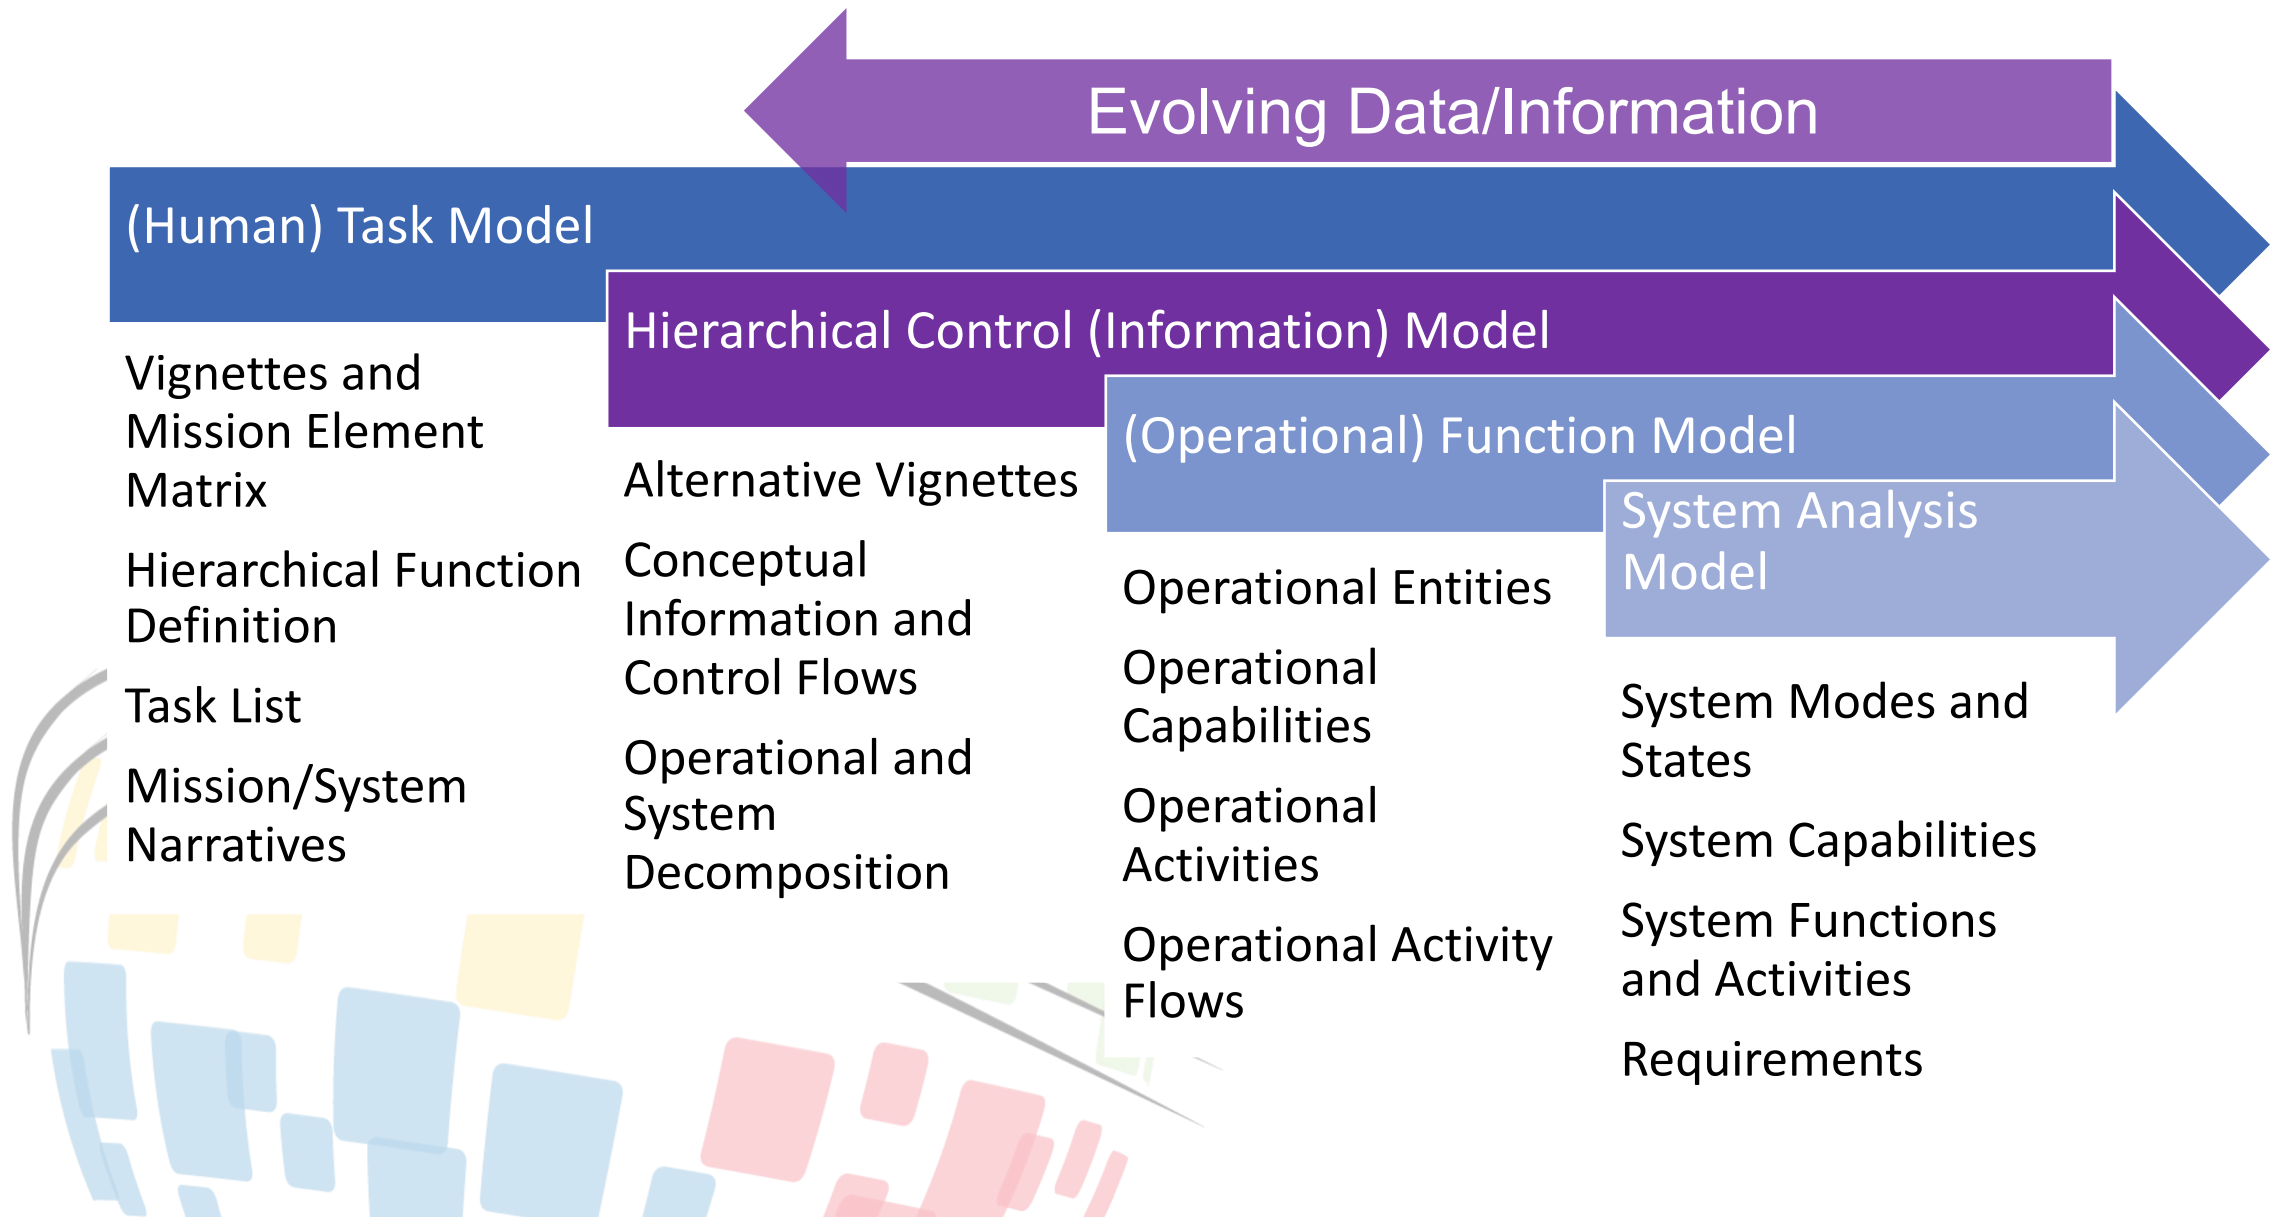 Evolving Data/Information
(Human) Task Model
Vignettes and
Mission Element
Matrix
Hierarchical Function
Definition
Task List
Mission/System
Narratives
Hierarchical Control (Information) Model
Alternative Vignettes
Conceptual
Information and
Control Flows
Operational and
System
Decomposition
(Operational) Function Model
Operational Entities
Operational
Capabilities
Operational
Activities
Operational Activity
Flows
System Analysis
Model
System Modes and
States
System Capabilities
System Functions
and Activities
Requirements